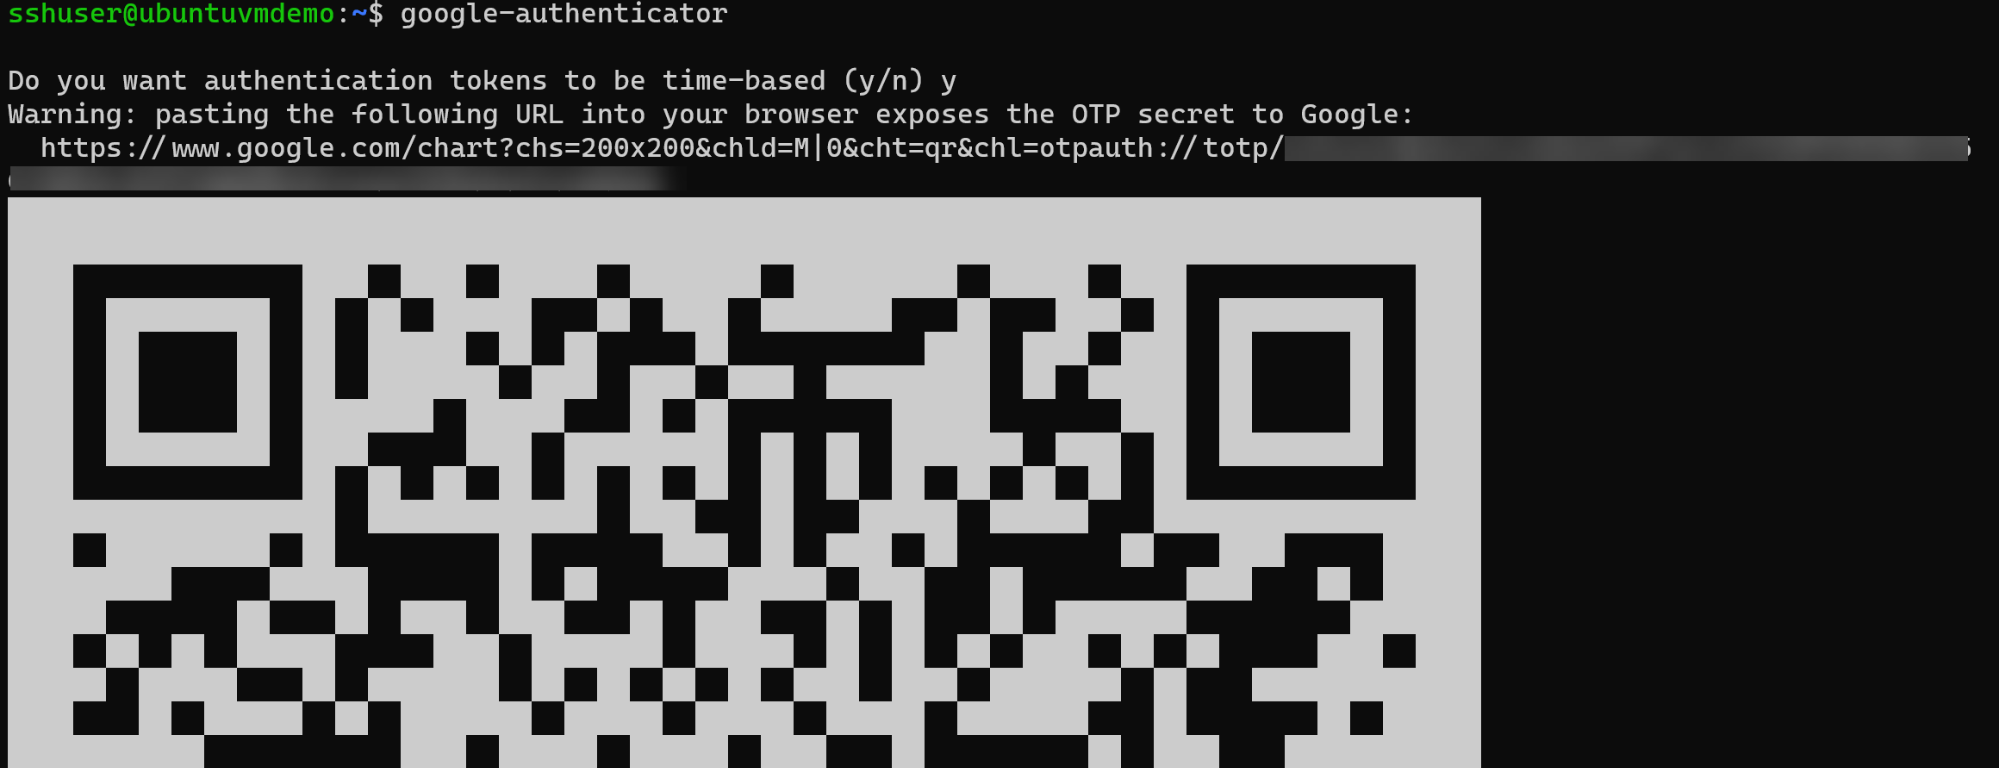 sshuser@ubuntuvmdemo:~$ google-authenticator
Do you want authentication tokens to be time-based (y/n) y
Warning: pasting the following URL into your browser exposes the OTP secret to Google:
https://www.google.com/chart?chs=200x200&chld=M|0&cht=qr&chl=otpauth://totp/